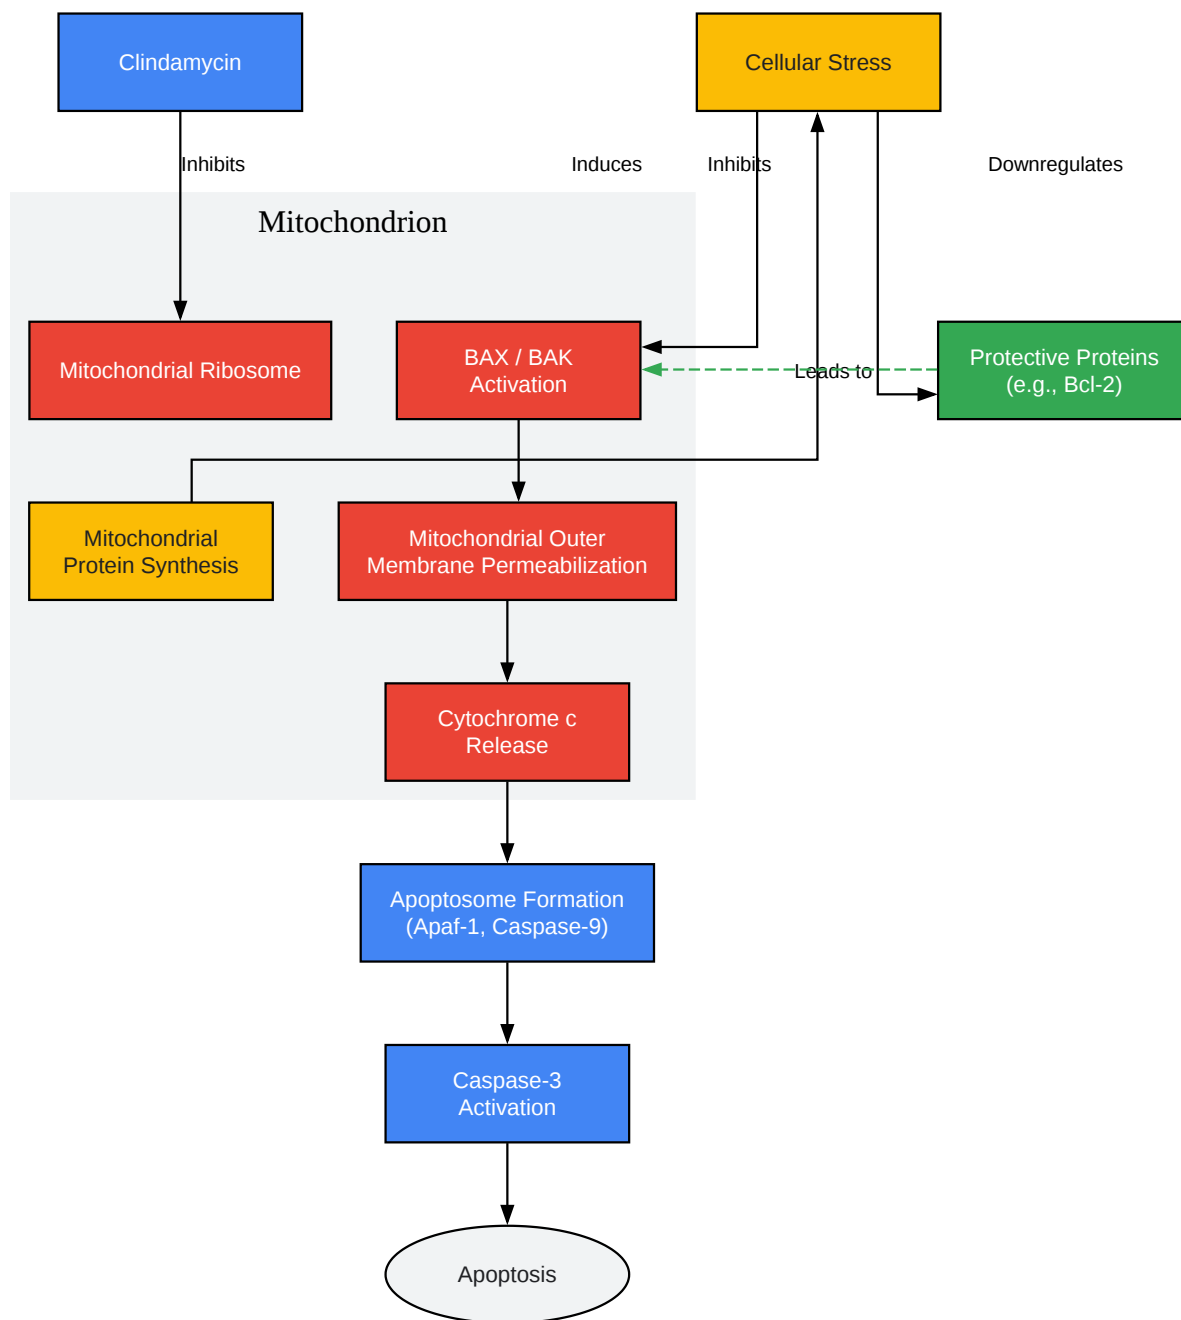 Clindamycin
Cellular Stress
Inhibits
Induces
Inhibits
Downregulates
Mitochondrion
Mitochondrial Ribosome
BAX / BAK
Activation
Leads to
Protective Proteins
(e.g., Bcl-2)
Mitochondrial
Protein Synthesis
Mitochondrial Outer
Membrane Permeabilization
Cytochrome c
Release
Apoptosome Formation
(Apaf-1, Caspase-9)
Caspase-3
Activation
Apoptosis